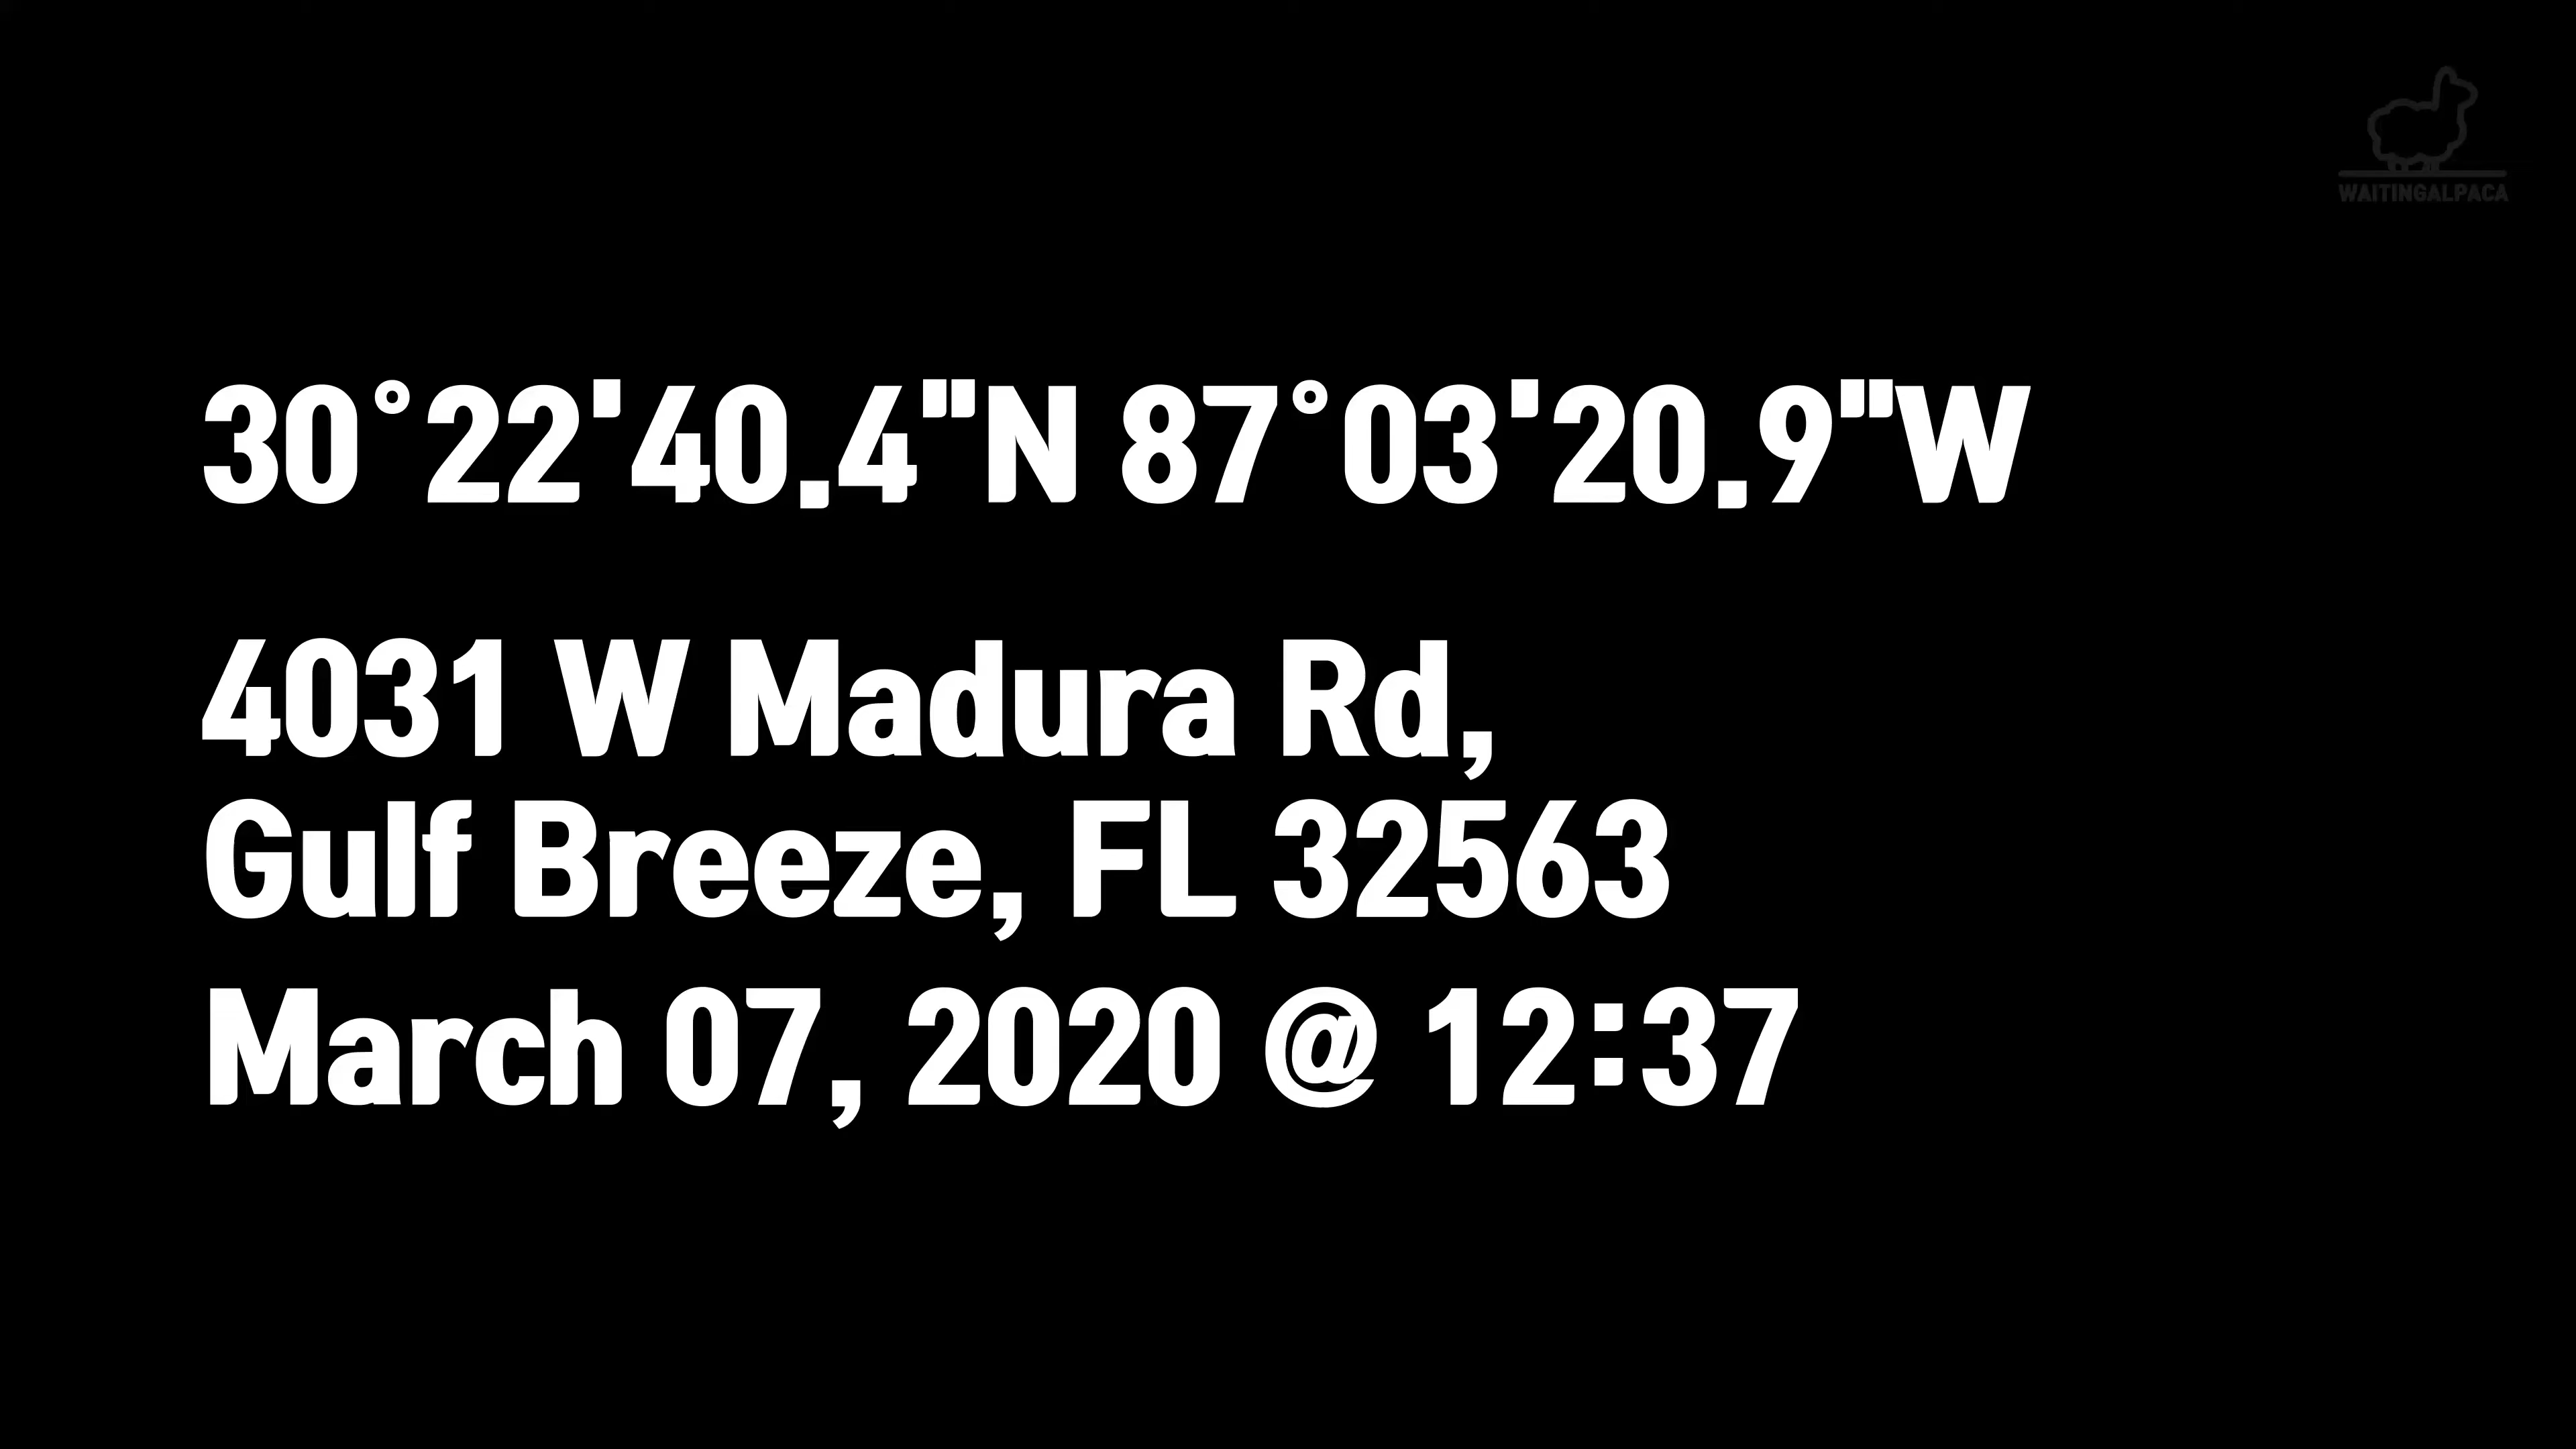 WAITINGALPACA
30°22'40.4"N 87°03'20.9"W
4031 W Madura Rd,
Gulf Breeze, FL 32563
March 07, 2020 @ 12:37